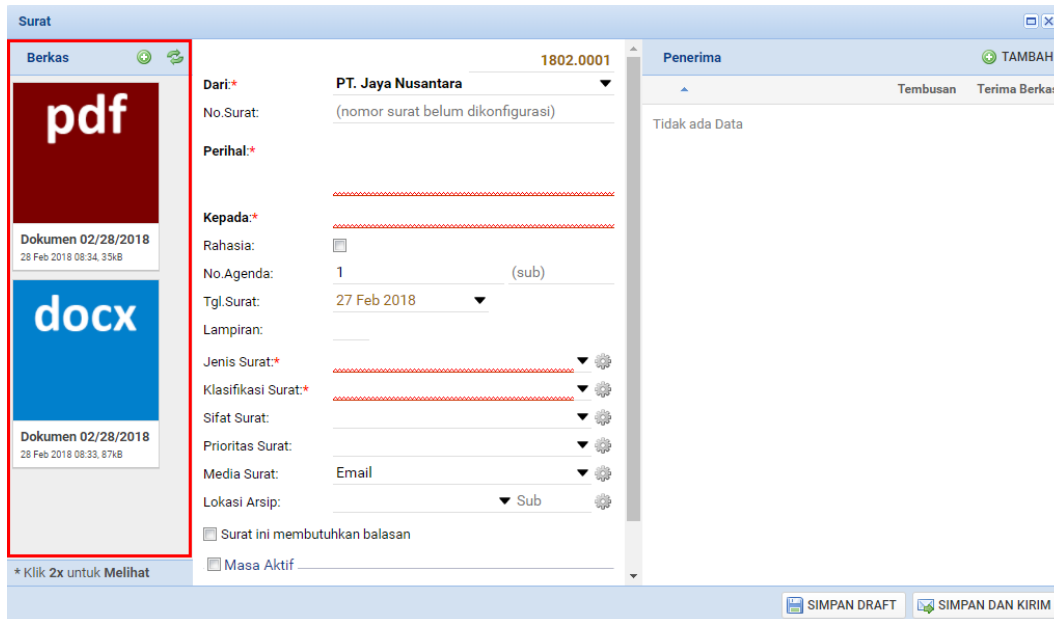 Surat
Berkas
pdf
Dokumen 02/28/2018
28 Feb 2018 08:34, 35kB
docx
Dokumen 02/28/2018
28 Feb 2018 08:33, 87kB
* Klik 2x untuk Melihat
1802.0001
Dari:* PT. Jaya Nusantara
No.Surat: (nomor surat belum dikonfigurasi)
Perihal:*
Kepada:*
Rahasia:
No.Agenda: 1 (sub)
Tgl.Surat: 27 Feb 2018
Lampiran:
Jenis Surat:*
Klasifikasi Surat:*
Sifat Surat:
Prioritas Surat:
Media Surat: Email
Lokasi Arsip: Sub
Surat ini membutuhkan balasan
Masa Aktif
Penerima TAMBAH
Tembusan Terima Berkas
Tidak ada Data
SIMPAN DRAFT SIMPAN DAN KIRIM